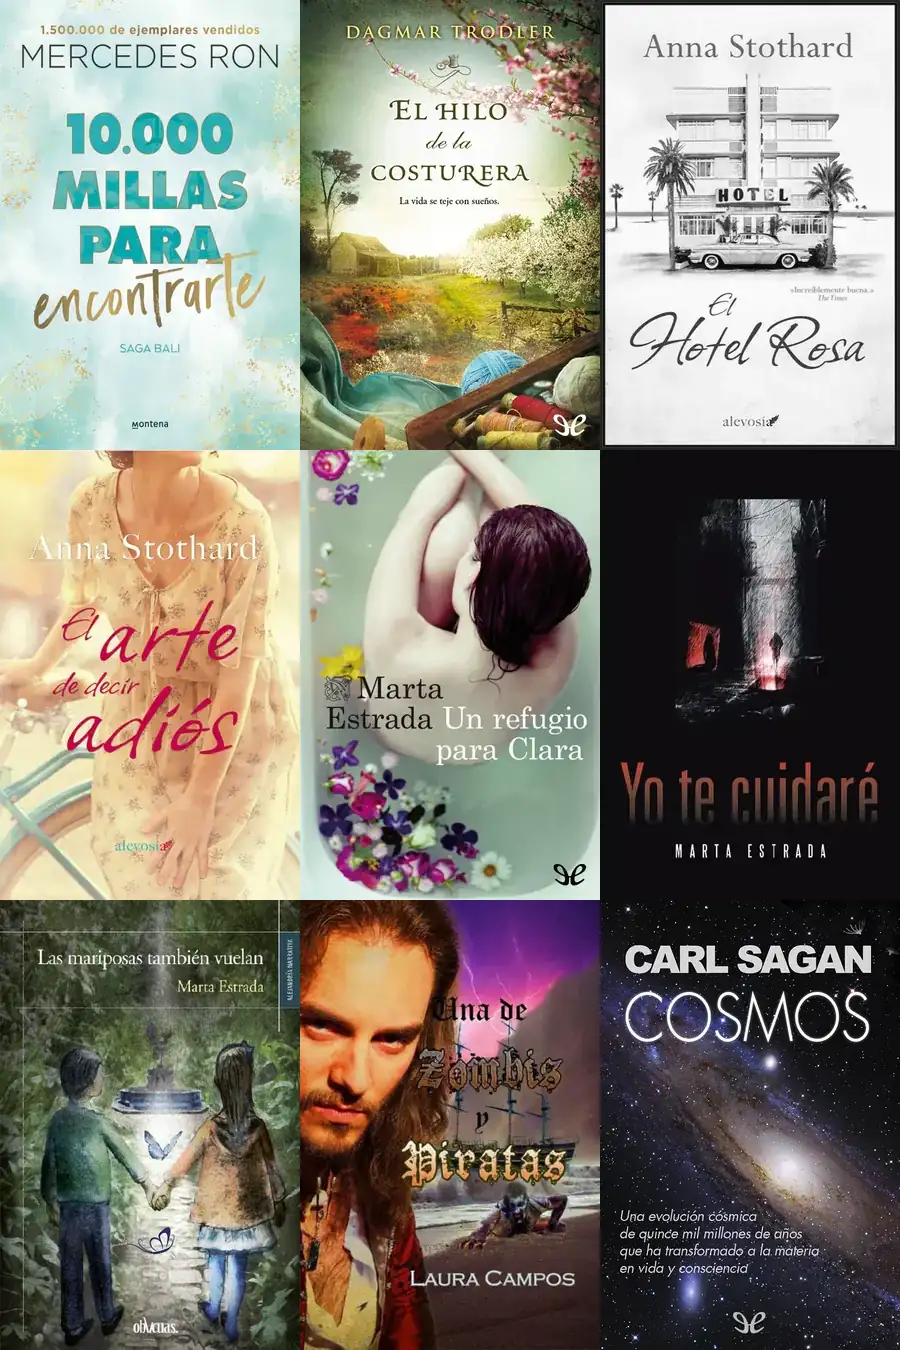 1.500.000 de ejemplares vendidos
MERCEDES RON
10.000
MILLAS
PARA
encontrarte
SAGA BALI
Montena
DAGMAR TRODLER
EL HILO
de la
COSTURERA
La vida se teje con sueños.
Anna Stothard
HOTEL
«Increíblemente buena.»
The Times
El
Hotel Rosa
alevosía
Anna Stothard
El arte
de decir
adiós
alevosía
Marta
Estrada Un refugio
para Clara
Yo te cuidaré
MARTA ESTRADA
Las mariposas también vuelan
Marta Estrada
ALEJANDRÍA NARRATIVA
obvcuas.
Una de
Zombis
y
Piratas
LAURA CAMPOS
CARL SAGAN
COSMOS
Una evolución cósmica
de quince mil millones de años
que ha transformado a la materia
en vida y consciencia